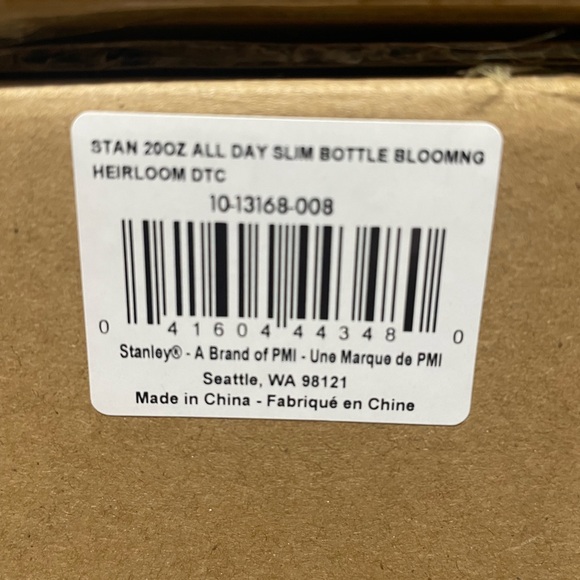 STAN 20OZ ALL DAY SLIM BOTTLE BLOOMNG
HEIRLOOM DTC
10-13168-008
0 41604 44348 0
Stanley® - A Brand of PMI - Une Marque de PMI
Seattle, WA 98121
Made in China - Fabriqué en Chine